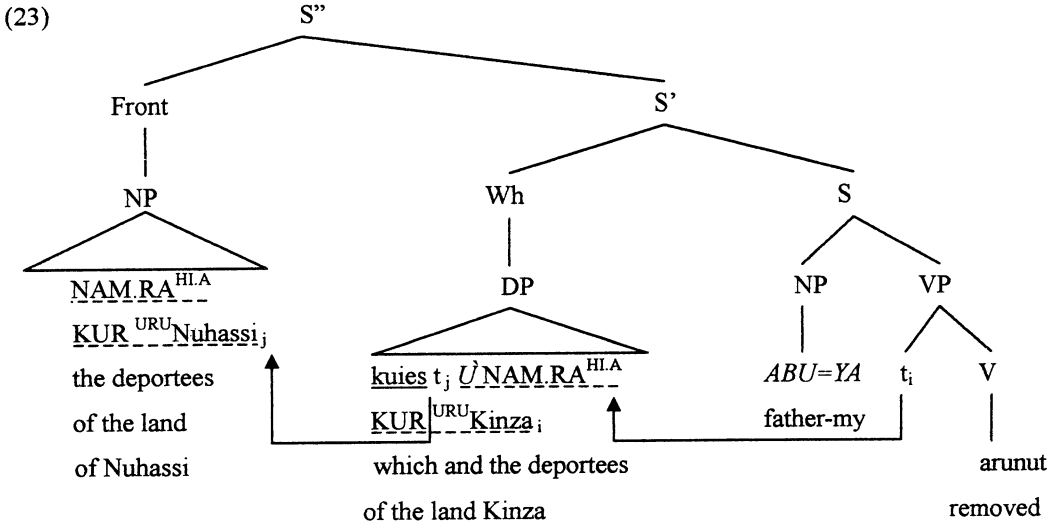 (23)
S”
Front S’
NP Wh S
DP NP VP
NAM.RA^HI.A
KUR ^URU Nuhassi_j
the deportees
of the land
of Nuhassi
kuies t_j Ù NAM.RA^HI.A
KUR ^URU Kinza_i
which and the deportees
of the land Kinza
ABU=YA t_i V
father-my
arunut
removed